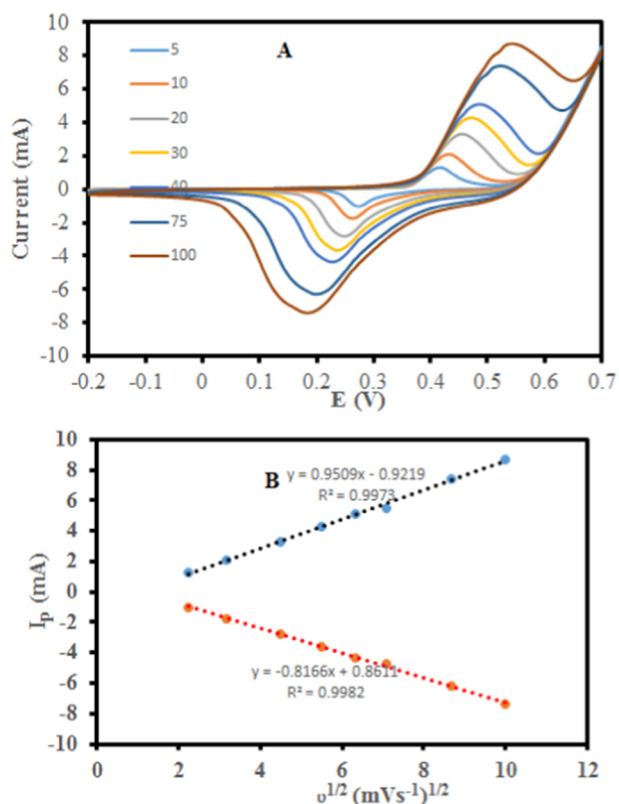 10
8
6
4
2
0
-2
-4
-6
-8
-10
Current (mA)
A
5
10
20
30
40
75
100
-0.2 -0.1 0 0.1 0.2 0.3 0.4 0.5 0.6 0.7
E (V)
10
8
6
4
2
0
-2
-4
-6
-8
-10
Ip (mA)
B
y = 0.9509x - 0.9219
R² = 0.9973
y = -0.8166x + 0.8611
R² = 0.9982
0 2 4 6 8 10 12
υ1/2 (mVs-1)1/2